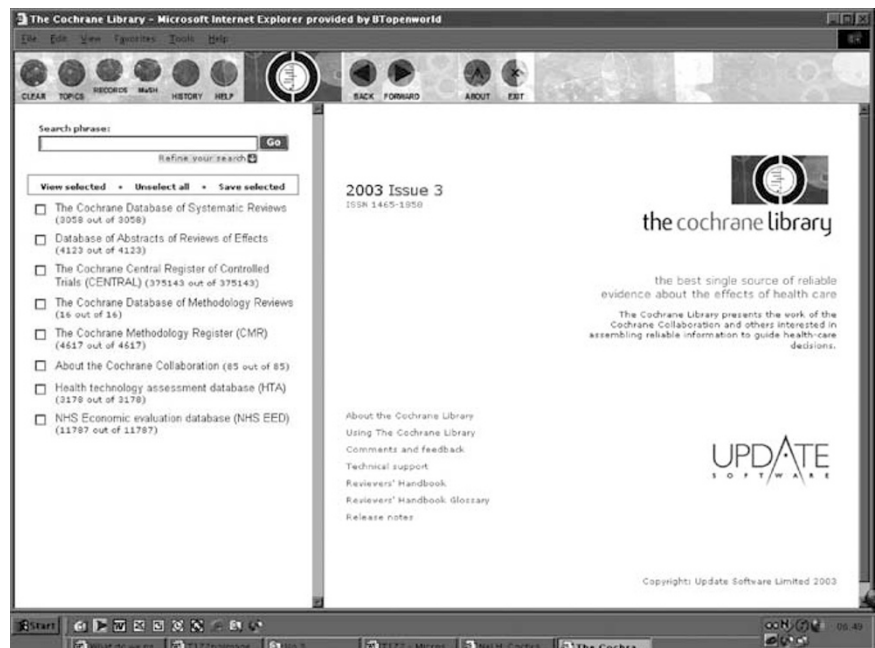 The Cochrane Library - Microsoft Internet Explorer provided by BTopenworld
File Edit View Favorites Tools Help
CLEAR TOPICS RECORDS MeSH HISTORY HELP BACK FORWARD ABOUT EXIT
Search phrase:
Go
Refine your search
View selected • Unselect all • Save selected
The Cochrane Database of Systematic Reviews
(3058 out of 3058)
Database of Abstracts of Reviews of Effects
(4123 out of 4123)
The Cochrane Central Register of Controlled
Trials (CENTRAL) (375143 out of 375143)
The Cochrane Database of Methodology Reviews
(16 out of 16)
The Cochrane Methodology Register (CMR)
(4617 out of 4617)
About the Cochrane Collaboration (85 out of 85)
Health technology assessment database (HTA)
(3178 out of 3178)
NHS Economic evaluation database (NHS EED)
(11787 out of 11787)
2003 Issue 3
ISSN 1465-1858
the cochrane library
the best single source of reliable
evidence about the effects of health care
The Cochrane Library presents the work of the
Cochrane Collaboration and others interested in
assembling reliable information to guide health-care
decisions.
About the Cochrane Library
Using The Cochrane Library
Comments and feedback
Technical support
Reviewers' Handbook
Reviewers' Handbook Glossary
Release notes
UPDATE
SOFTWARE
Copyright: Update Software Limited 2003
Start
06:49
The Cochra...